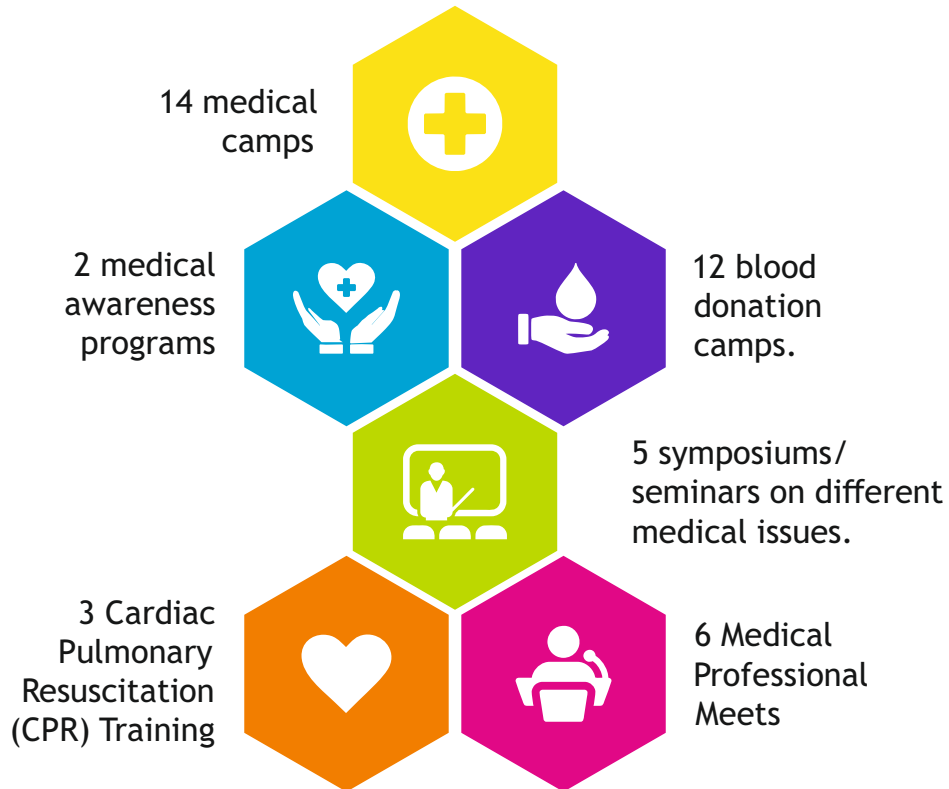 14 medical
camps
2 medical
awareness
programs
12 blood
donation
camps.
5 symposiums/
seminars on different
medical issues.
3 Cardiac
Pulmonary
Resuscitation
(CPR) Training
6 Medical
Professional
Meets